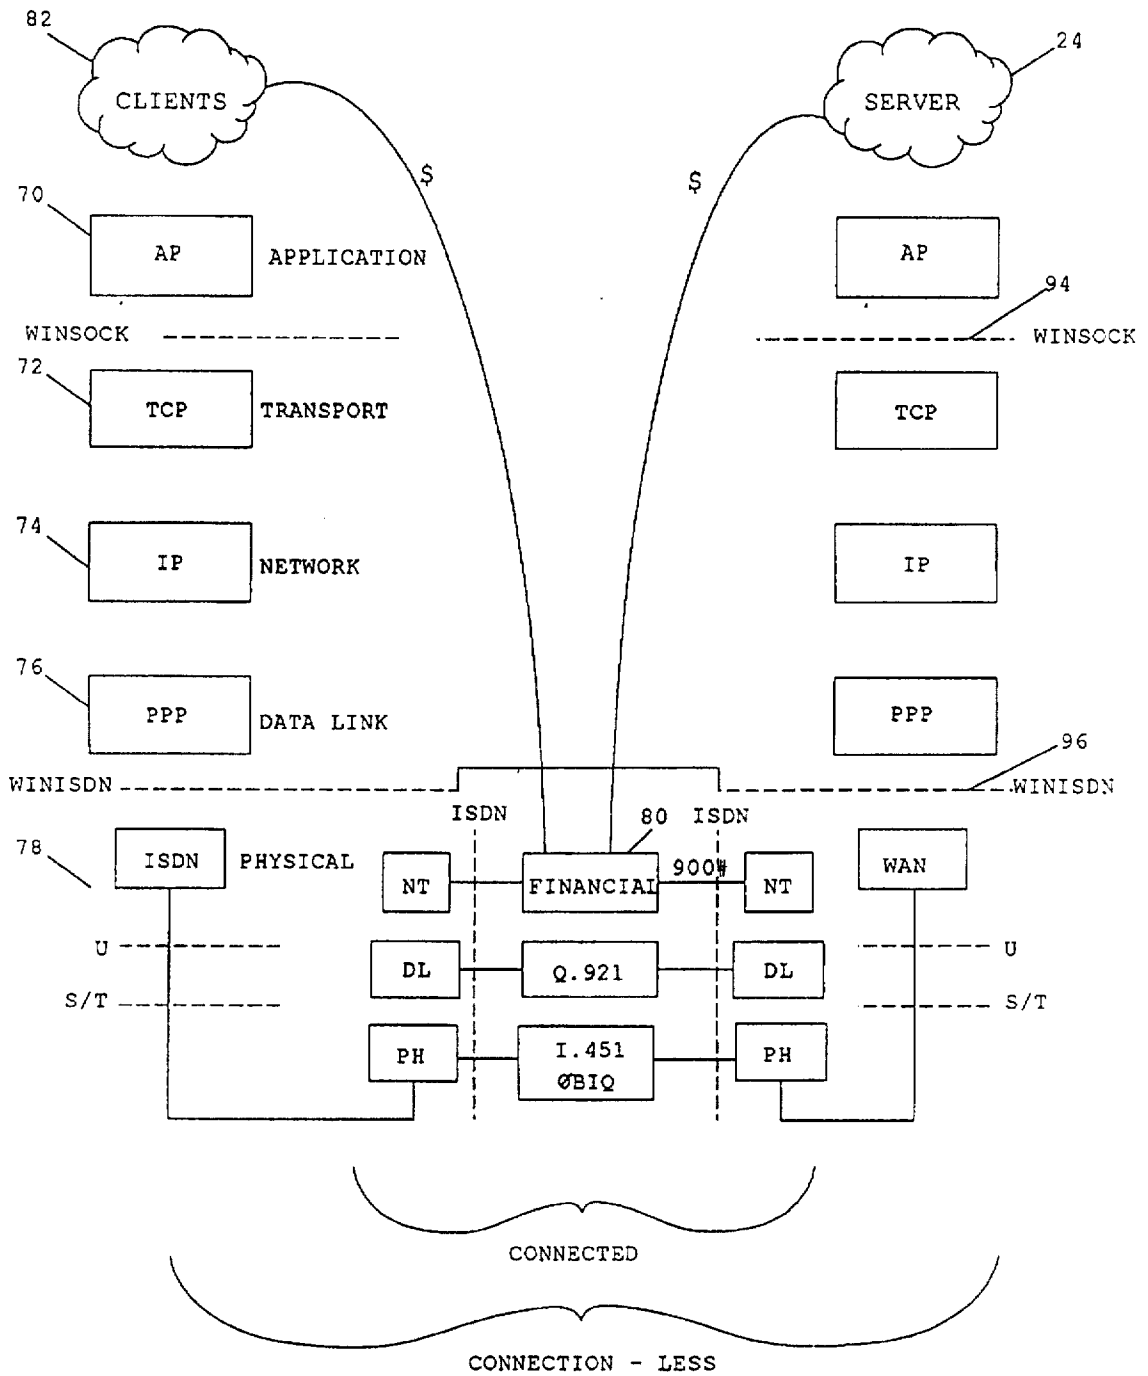 82
24
CLIENTS
SERVER
$
$
70
AP
APPLICATION
AP
94
WINSOCK
WINSOCK
72
TCP
TRANSPORT
TCP
74
IP
NETWORK
IP
76
PPP
DATA LINK
PPP
96
WINISDN
WINISDN
ISDN
80
ISDN
78
ISDN
PHYSICAL
NT
FINANCIAL
900#
NT
WAN
U
DL
Q.921
DL
U
S/T
S/T
PH
I.451
ØBIQ
PH
CONNECTED
CONNECTION - LESS